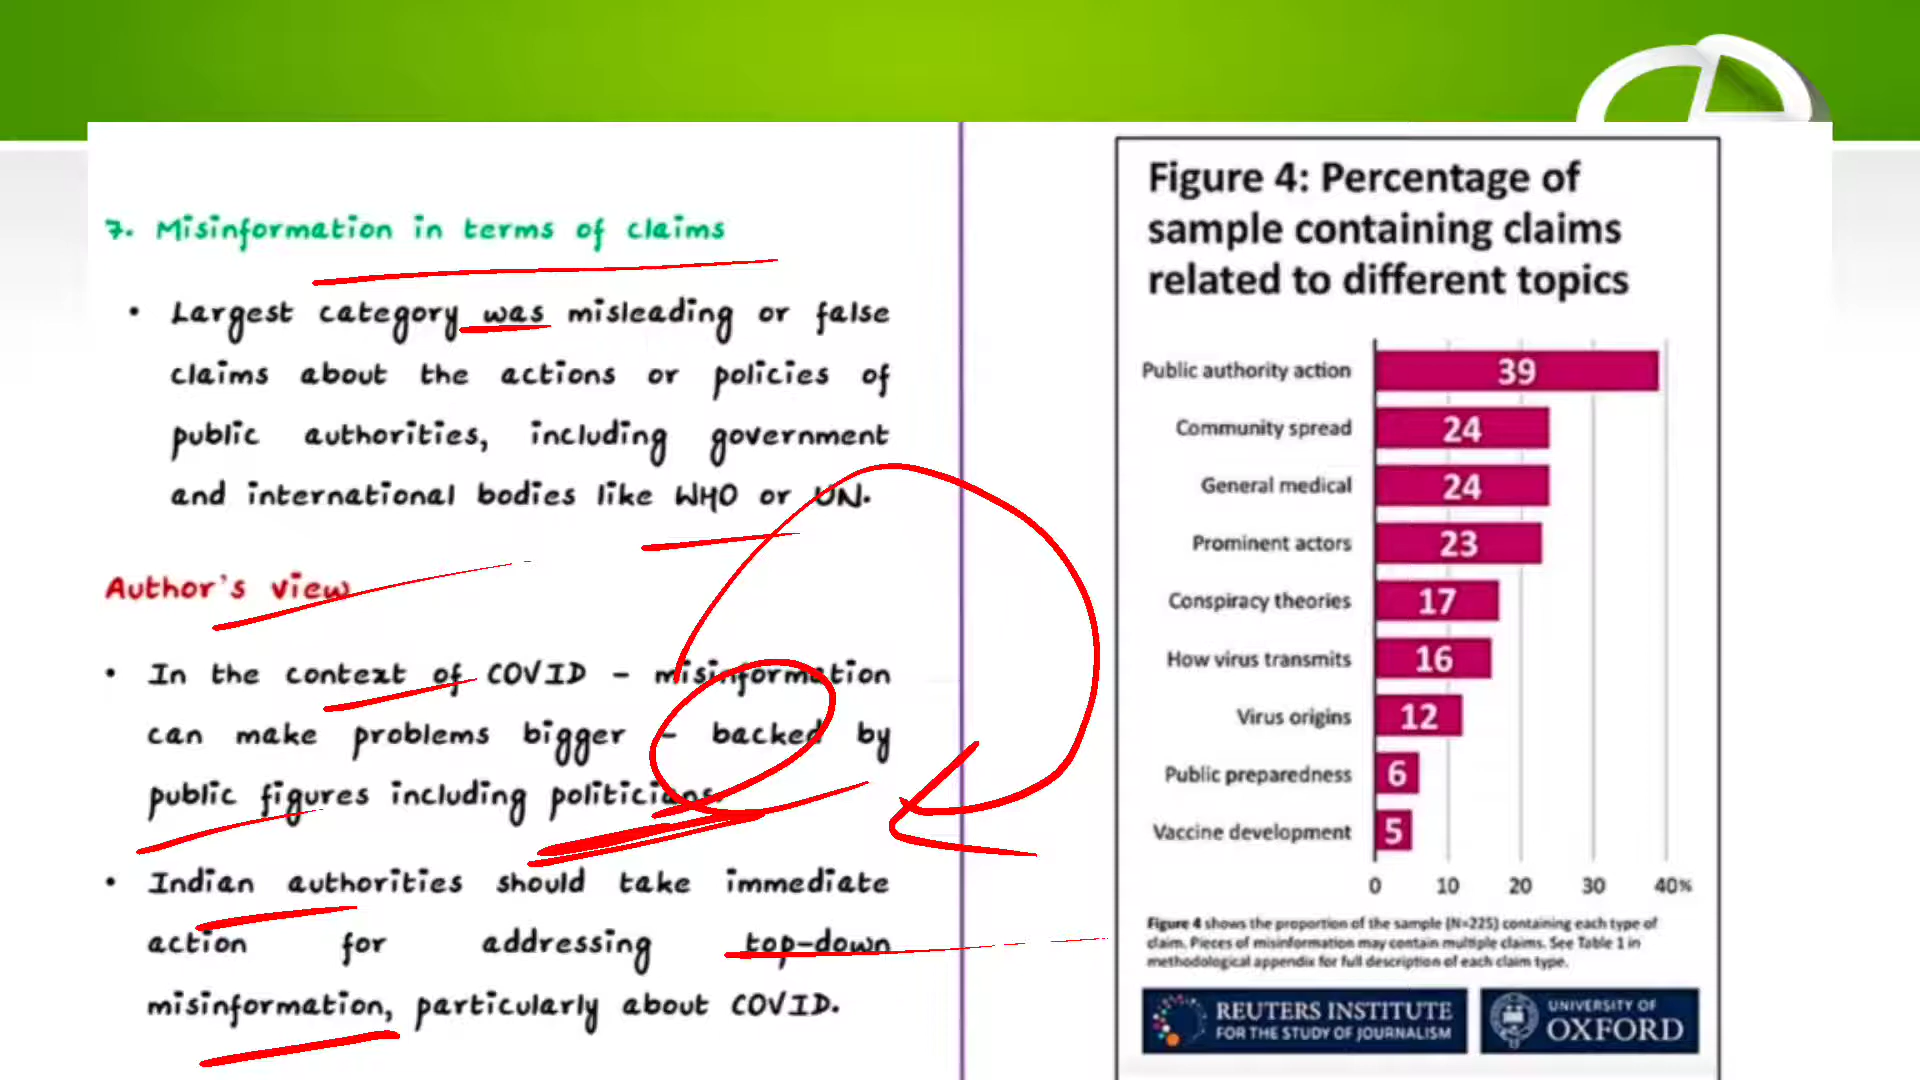 7. Misinformation in terms of claims
• Largest category was misleading or false
claims about the actions or policies of
public authorities, including government
and international bodies like WHO or UN.
Author's view
• In the context of COVID - misinformation
can make problems bigger - backed by
public figures including politicians.
• Indian authorities should take immediate
action for addressing top-down
misinformation, particularly about COVID.
Figure 4: Percentage of
sample containing claims
related to different topics
Public authority action 39
Community spread 24
General medical 24
Prominent actors 23
Conspiracy theories 17
How virus transmits 16
Virus origins 12
Public preparedness 6
Vaccine development 5
0 10 20 30 40%
Figure 4 shows the proportion of the sample (N=225) containing each type of
claim. Pieces of misinformation may contain multiple claims. See Table 1 in
methodological appendix for full description of each claim type.
REUTERS INSTITUTE
FOR THE STUDY OF JOURNALISM
UNIVERSITY OF
OXFORD